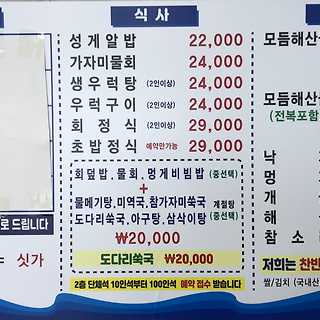 식 사
성게알밥 22,000
가자미물회 24,000
생우럭탕 (2인이상) 24,000
우럭구이 (2인이상) 24,000
회 정 식 (2인이상) 29,000
초밥정식 예약만가능 29,000
회덮밥, 물회, 멍게비빔밥 (중선택)
+
물메기탕, 미역국, 참가자미쑥국 계절탕
도다리쑥국, 아구탕, 삼삭이탕 (중선택)
₩20,000
도다리쑥국 ₩20,000
2층 단체석 10인석부터 100인석 예약 접수 받습니다
로 드립니다
= 싯가
모듬해산
모듬해산
(전복포함
낙
멍
개
해
참 소
저희는 찬반
쌀/김치 (국내산